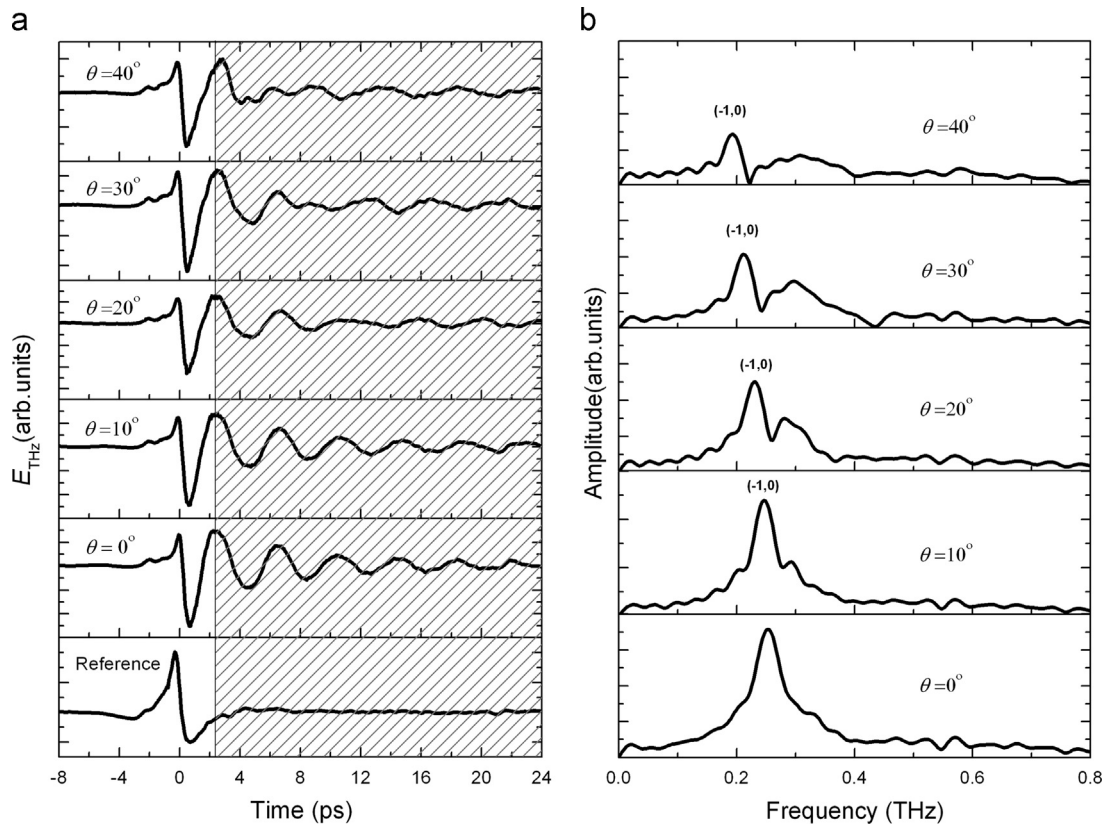 a
θ=40°
θ=30°
θ=20°
θ=10°
θ=0°
Reference
E_THz(arb.units)
-8 -4 0 4 8 12 16 20 24
Time (ps)
b
(-1,0)
θ=40°
(-1,0)
θ=30°
(-1,0)
θ=20°
(-1,0)
θ=10°
θ=0°
Amplitude(arb.units)
0.0 0.2 0.4 0.6 0.8
Frequency (THz)